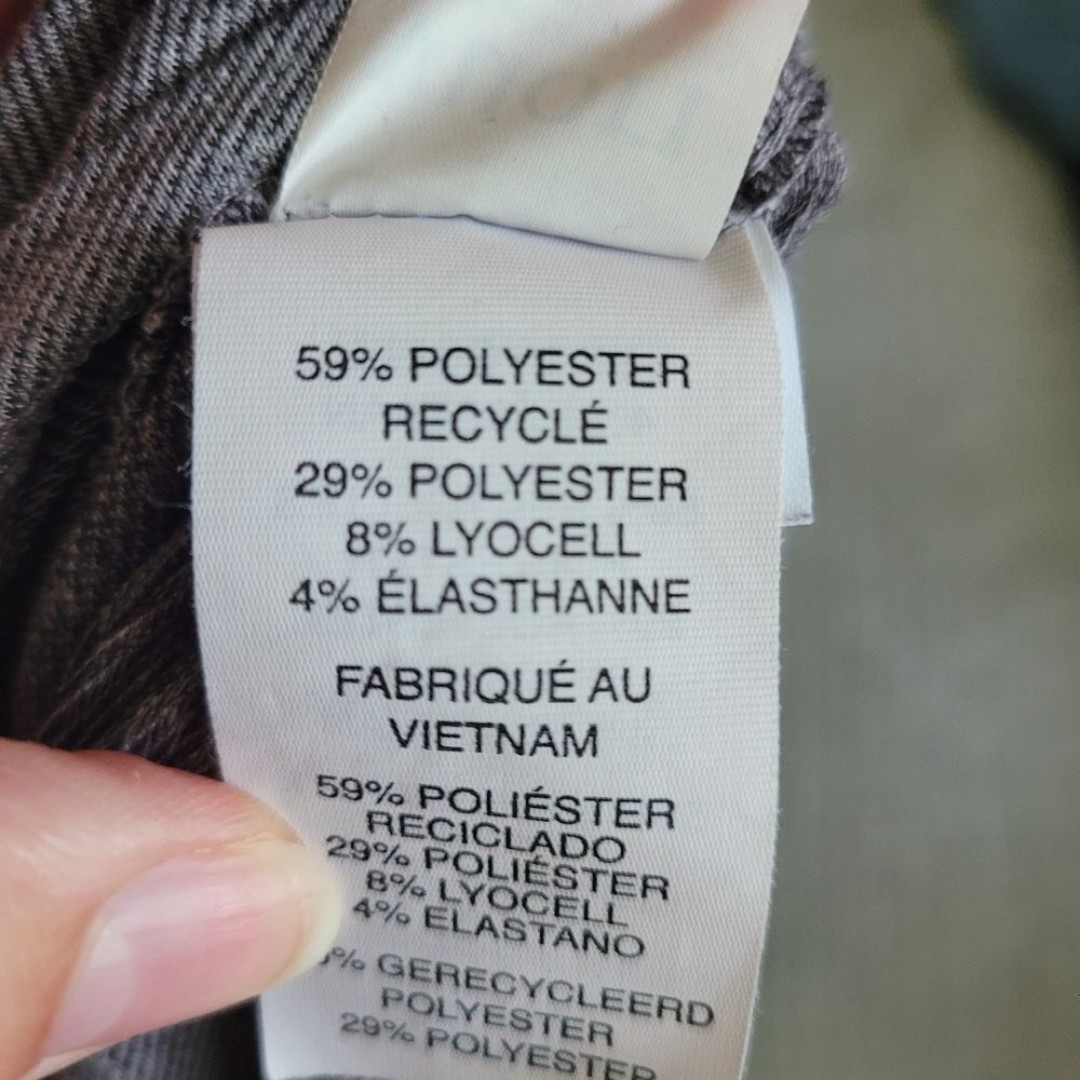 59% POLYESTER
RECYCLÉ
29% POLYESTER
8% LYOCELL
4% ÉLASTHANNE
FABRIQUÉ AU
VIETNAM
59% POLIÉSTER
RECICLADO
29% POLIÉSTER
8% LYOCELL
4% ELASTANO
% GERECYCLEERD
POLYESTER
29% POLYESTER